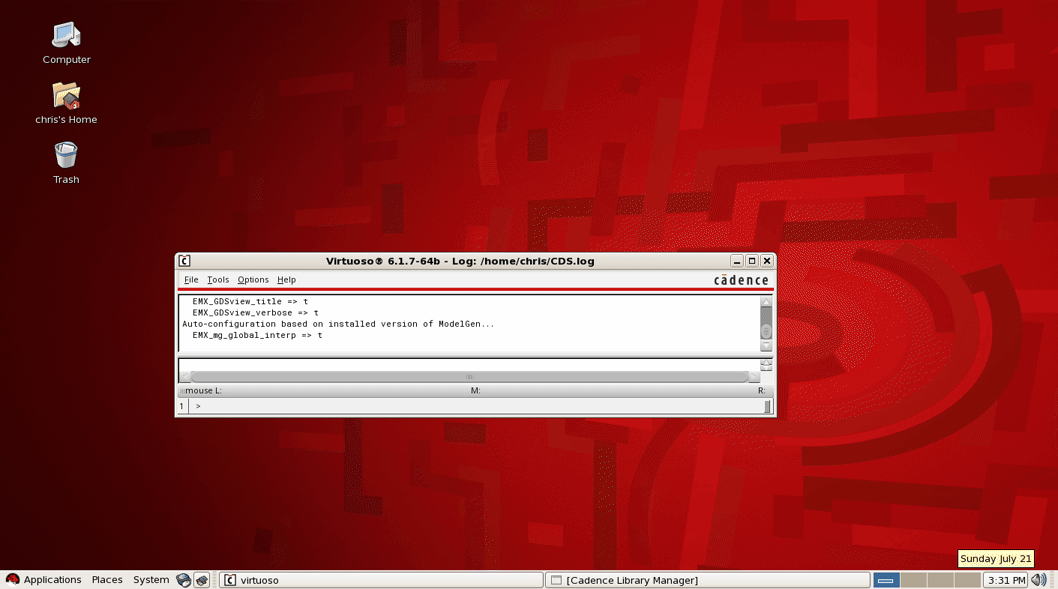 Computer
chris's Home
Trash
Virtuoso® 6.1.7-64b - Log: /home/chris/CDS.log
File Tools Options Help
cādence
EMX_GDSview_title => t
EMX_GDSview_verbose => t
Auto-configuration based on installed version of ModelGen...
EMX_mg_global_interp => t
mouse L: M: R:
1 >
Sunday July 21
Applications Places System virtuoso [Cadence Library Manager] 3:31 PM